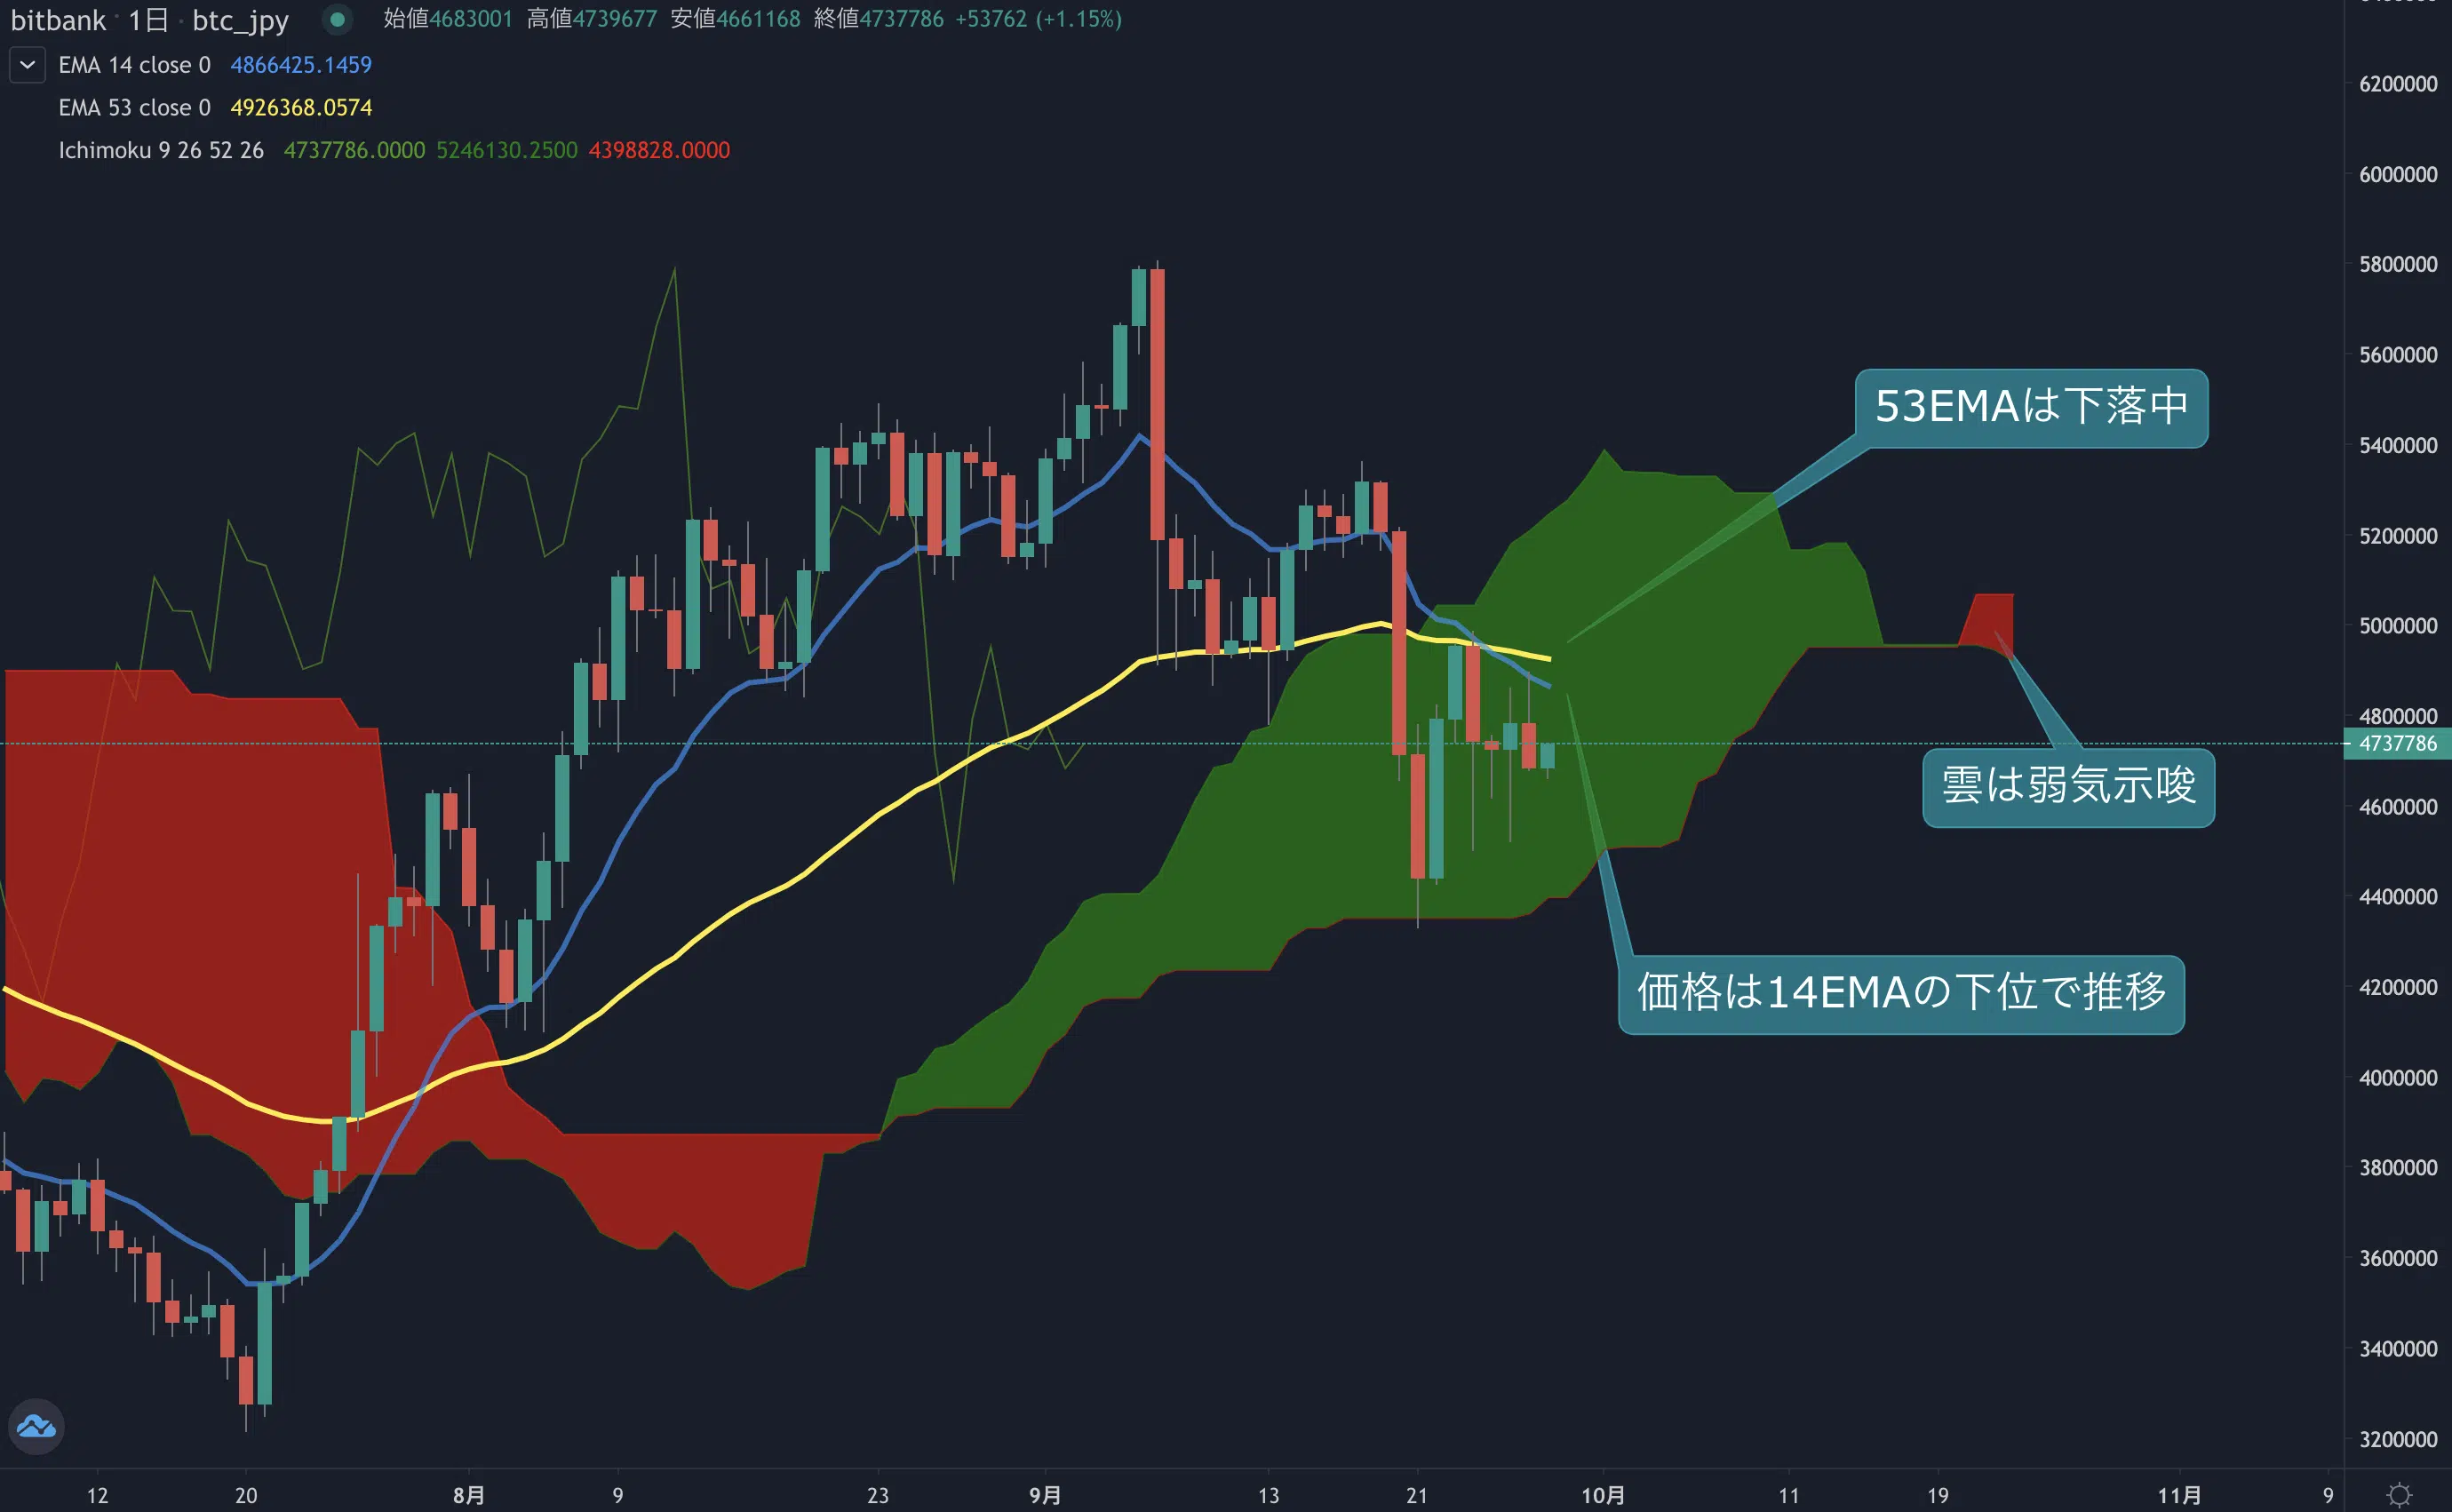 bitbank · 1日 · btc_jpy 始値4683001 高値4739677 安値4661168 終値4737786 +53762 (+1.15%)
EMA 14 close 0 4866425.1459
EMA 53 close 0 4926368.0574
Ichimoku 9 26 52 26 4737786.0000 5246130.2500 4398828.0000
6200000
6000000
5800000
5600000
5400000
5200000
5000000
4800000
4737786
4600000
4400000
4200000
4000000
3800000
3600000
3400000
3200000
53EMAは下落中
雲は弱気示唆
価格は14EMAの下位で推移
12 20 8月 9 23 9月 13 21 10月 11 19 11月 9